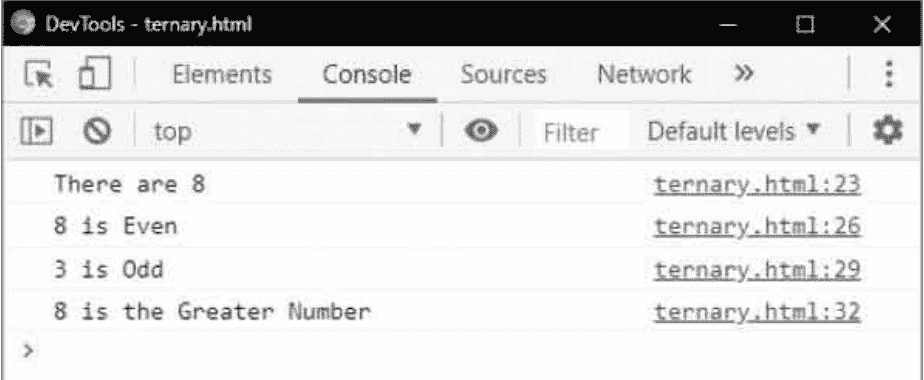 DevTools - ternary.html
Elements Console Sources Network »
top Filter Default levels
There are 8 ternary.html:23
8 is Even ternary.html:26
3 is Odd ternary.html:29
8 is the Greater Number ternary.html:32
>